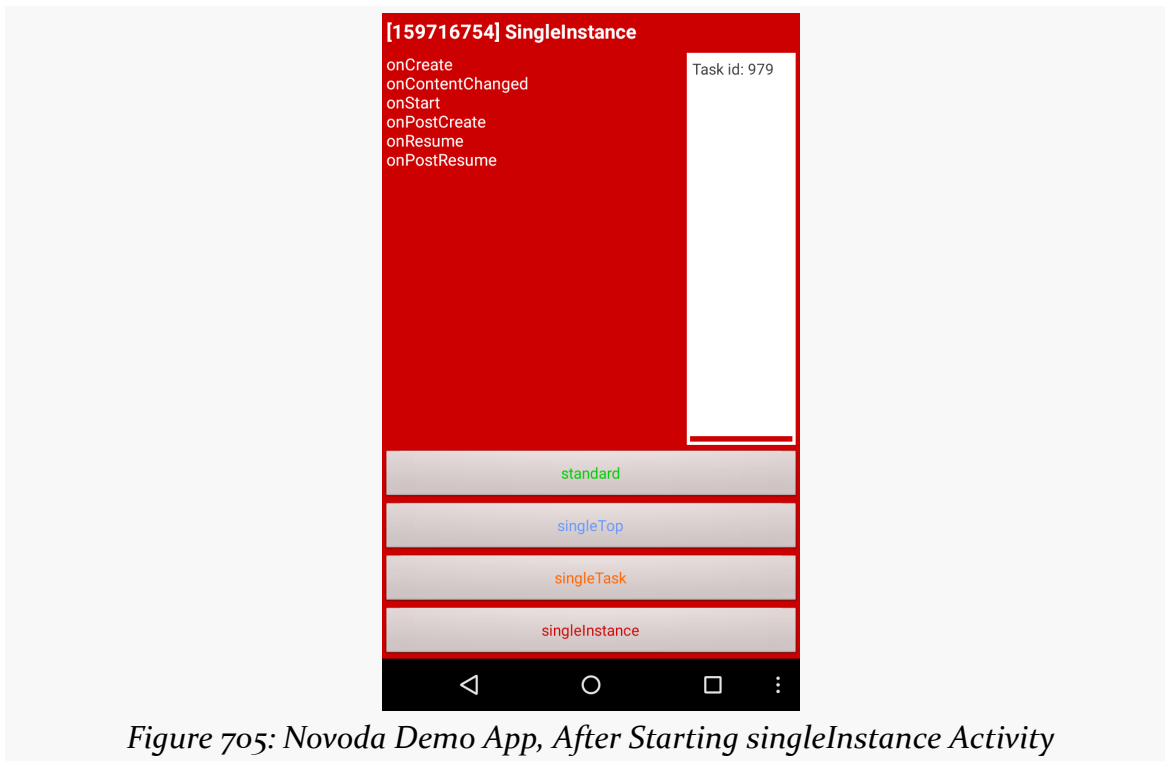 [159716754] SingleInstance
onCreate
onContentChanged
onStart
onPostCreate
onResume
onPostResume
Task id: 979
standard
singleTop
singleTask
singleInstance
Figure 705: Novoda Demo App, After Starting singleInstance Activity